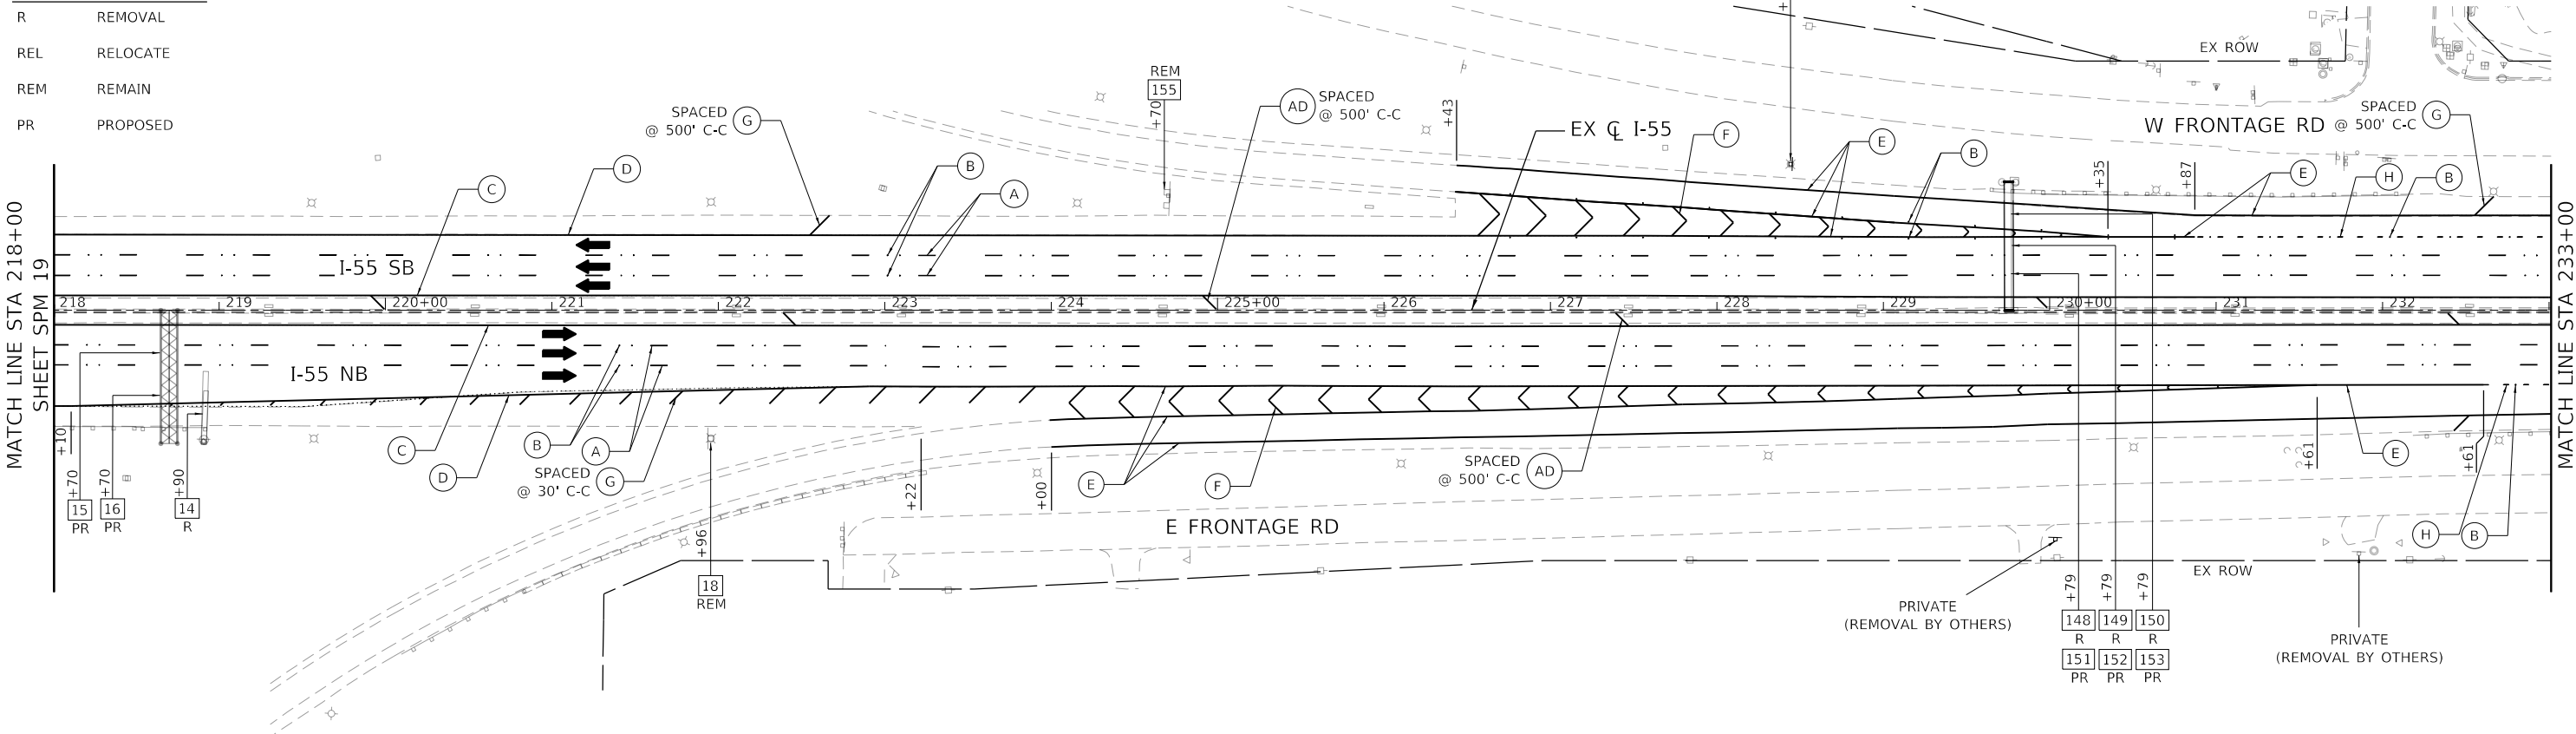 R REMOVAL
REL RELOCATE
REM REMAIN
PR PROPOSED
MATCH LINE STA 218+00
SHEET SPM 19
MATCH LINE STA 233+00
SPACED
@ 500' C-C
G
REM
155
+70
AD
SPACED
@ 500' C-C
+43
EX ℄ I-55
F
E
B
EX ROW
W FRONTAGE RD
SPACED
@ 500' C-C
G
+35
+87
E
H
B
C
D
B
A
I-55 SB
218 219 220+00 221 222 223 224 225+00 226 227 228 229 230+00 231 232
I-55 NB
+10
+70
15
PR
+70
16
PR
+90
14
R
C
D
B
A
SPACED
@ 30' C-C
G
+96
18
REM
+22
+00
E
F
SPACED
@ 500' C-C
AD
E FRONTAGE RD
+61
+61
E
H
B
EX ROW
PRIVATE
(REMOVAL BY OTHERS)
+79
+79
+79
148 149 150
R R R
151 152 153
PR PR PR
PRIVATE
(REMOVAL BY OTHERS)